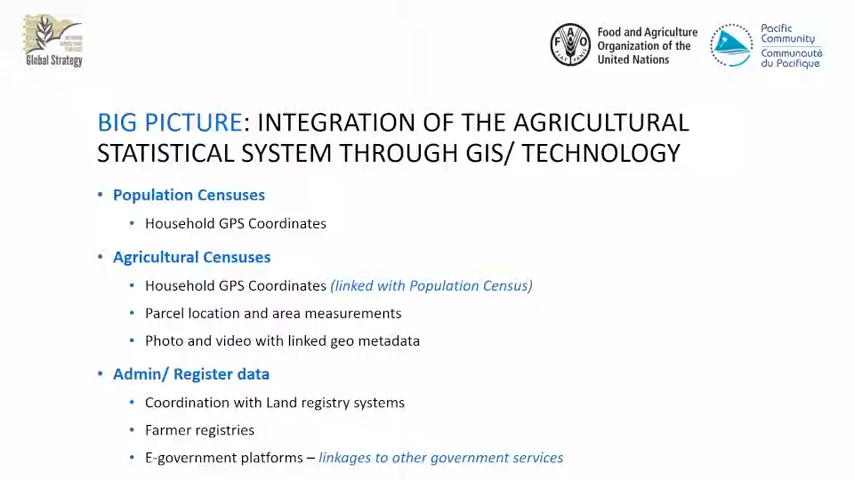 Global Strategy
FAO
FIAT PANIS
Food and Agriculture
Organization of the
United Nations
Pacific
Community
Communauté
du Pacifique
BIG PICTURE: INTEGRATION OF THE AGRICULTURAL
STATISTICAL SYSTEM THROUGH GIS/ TECHNOLOGY
• Population Censuses
• Household GPS Coordinates
• Agricultural Censuses
• Household GPS Coordinates (linked with Population Census)
• Parcel location and area measurements
• Photo and video with linked geo metadata
• Admin/ Register data
• Coordination with Land registry systems
• Farmer registries
• E-government platforms – linkages to other government services